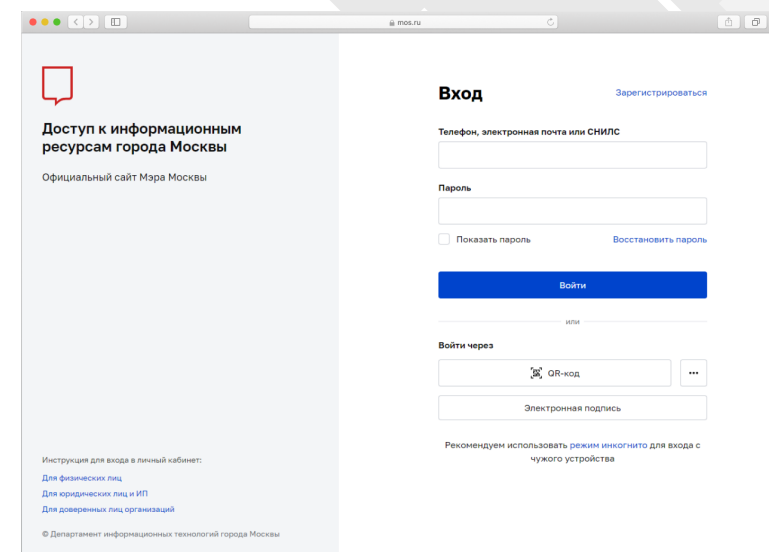 mos.ru
Доступ к информационным
ресурсам города Москвы
Официальный сайт Мэра Москвы
Инструкция для входа в личный кабинет:
Для физических лиц
Для юридических лиц и ИП
Для доверенных лиц организаций
© Департамент информационных технологий города Москвы
Вход
Зарегистрироваться
Телефон, электронная почта или СНИЛС
Пароль
Показать пароль
Восстановить пароль
Войти
или
Войти через
QR-код
•••
Электронная подпись
Рекомендуем использовать режим инкогнито для входа с
чужого устройства